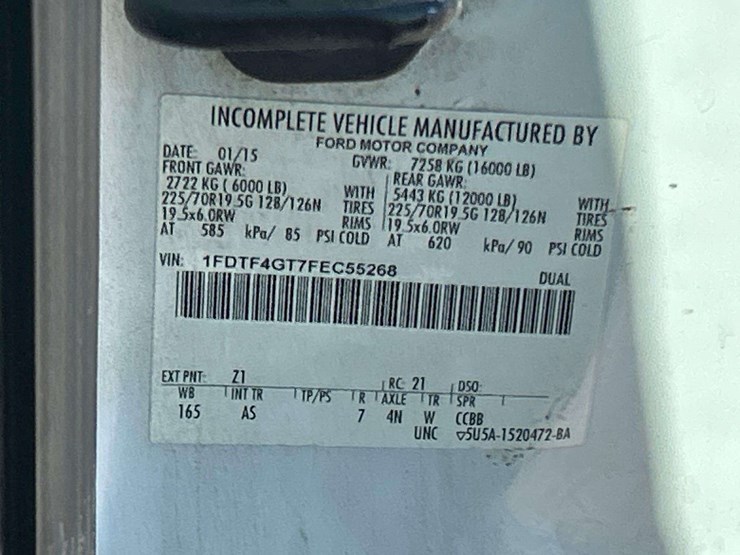 INCOMPLETE VEHICLE MANUFACTURED BY
FORD MOTOR COMPANY
DATE: 01/15 GVWR: 7258 KG (16000 LB)
FRONT GAWR: REAR GAWR:
2722 KG ( 6000 LB) WITH 5443 KG (12000 LB) WITH
225/70R19.5G 128/126N TIRES 225/70R19.5G 128/126N TIRES
19.5x6.0RW RIMS 19.5x6.0RW RIMS
AT 585 kPa/ 85 PSI COLD AT 620 kPa/ 90 PSI COLD
VIN: 1FDTF4GT7FEC55268 DUAL
EXT PNT: Z1 RC: 21 DSO:
WB INT TR TP/PS R AXLE TR SPR
165 AS 7 4N W CCBB
UNC ▽5U5A-1520472-BA